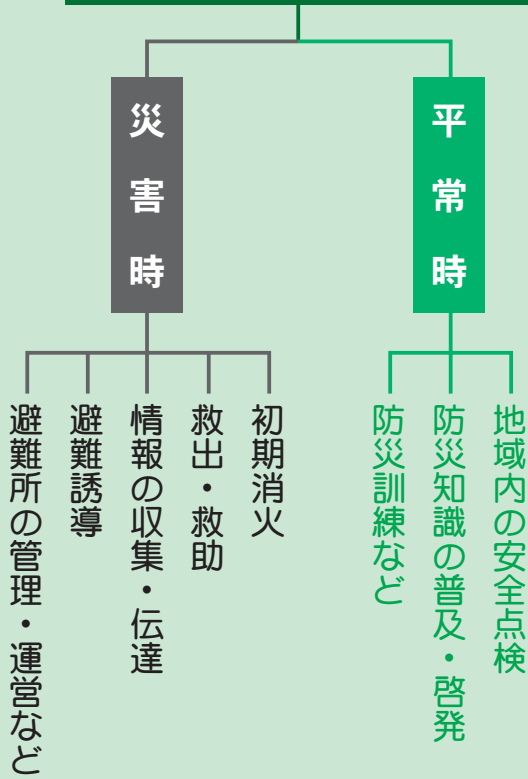 平常時
地域内の安全点検
防災知識の普及・啓発
防災訓練など
災害時
初期消火
救出・救助
情報の収集・伝達
避難誘導
避難所の管理・運営など